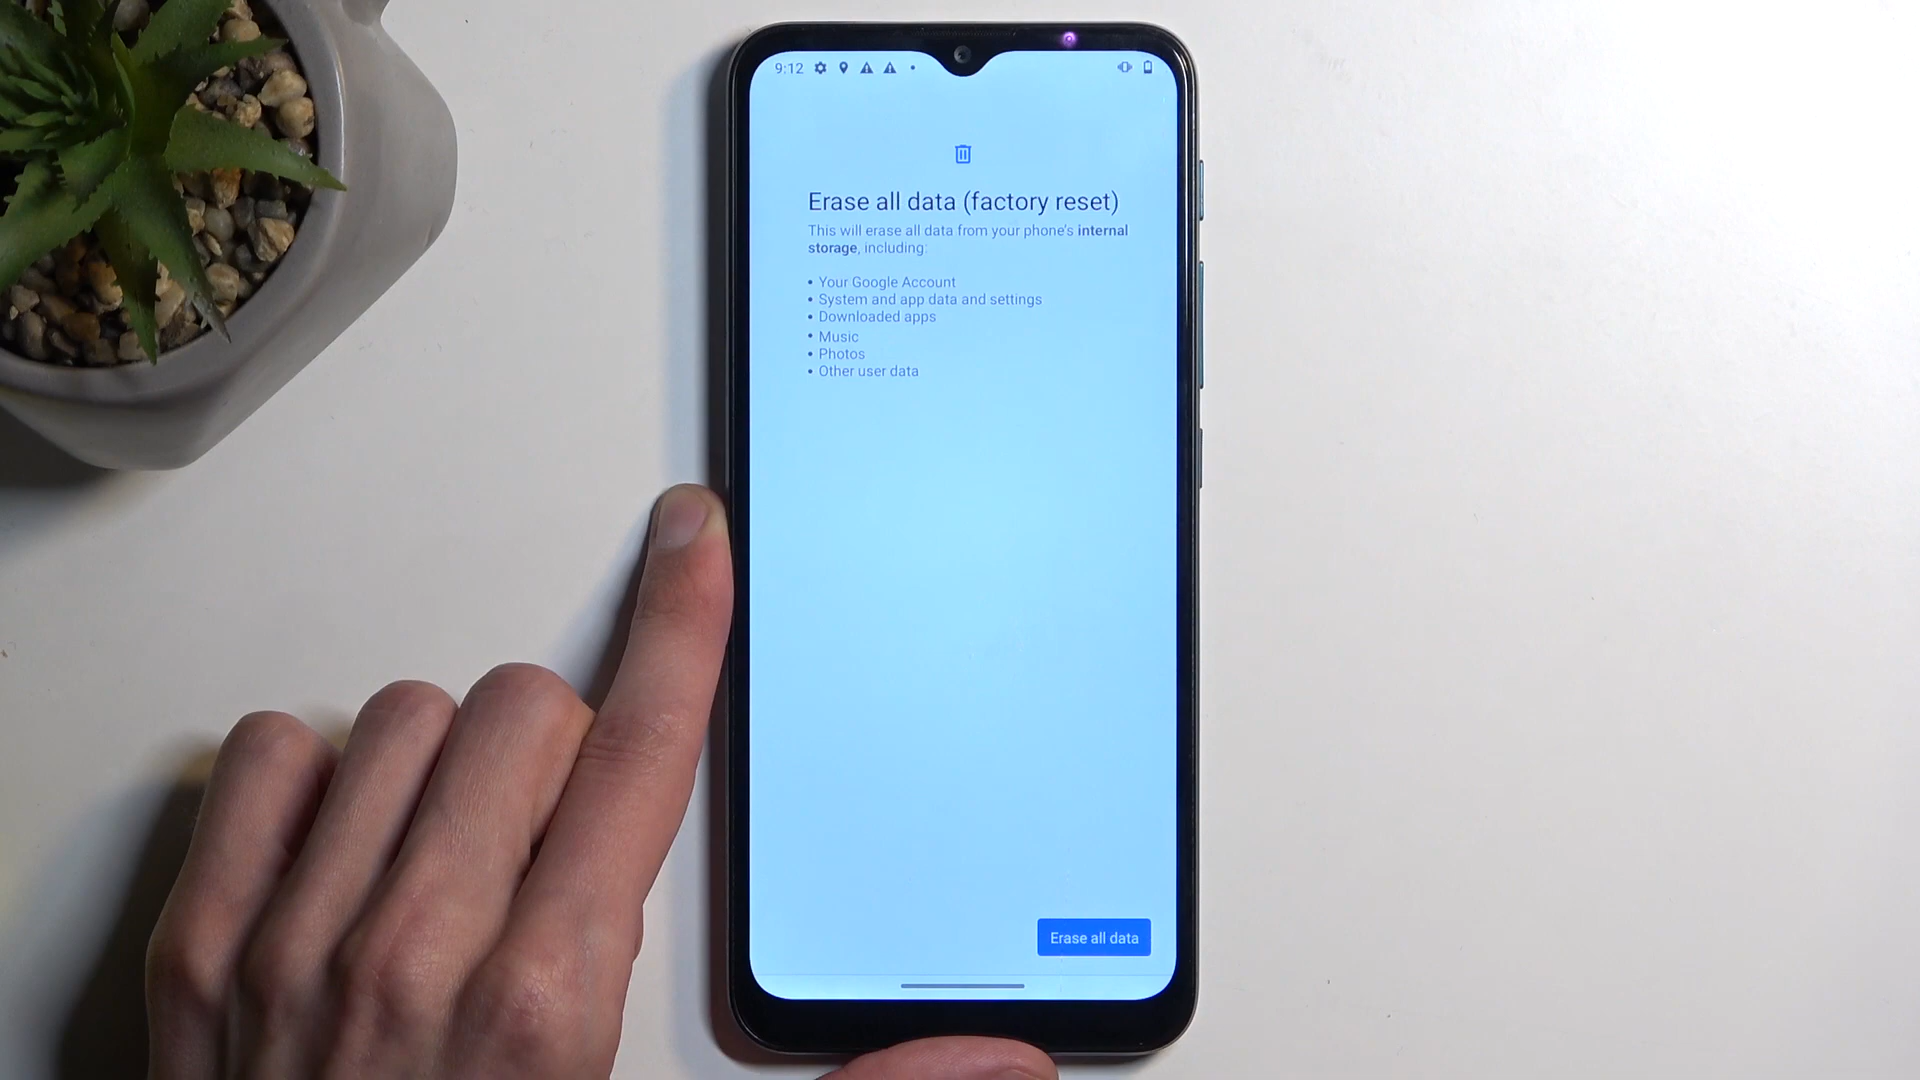 9:12
Erase all data (factory reset)
This will erase all data from your phone's internal
storage, including:
• Your Google Account
• System and app data and settings
• Downloaded apps
• Music
• Photos
• Other user data
Erase all data